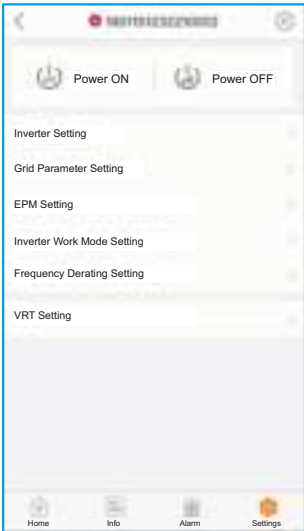 Power ON Power OFF
Inverter Setting
Grid Parameter Setting
EPM Setting
Inverter Work Mode Setting
Frequency Derating Setting
VRT Setting
Home Info Alarm Settings